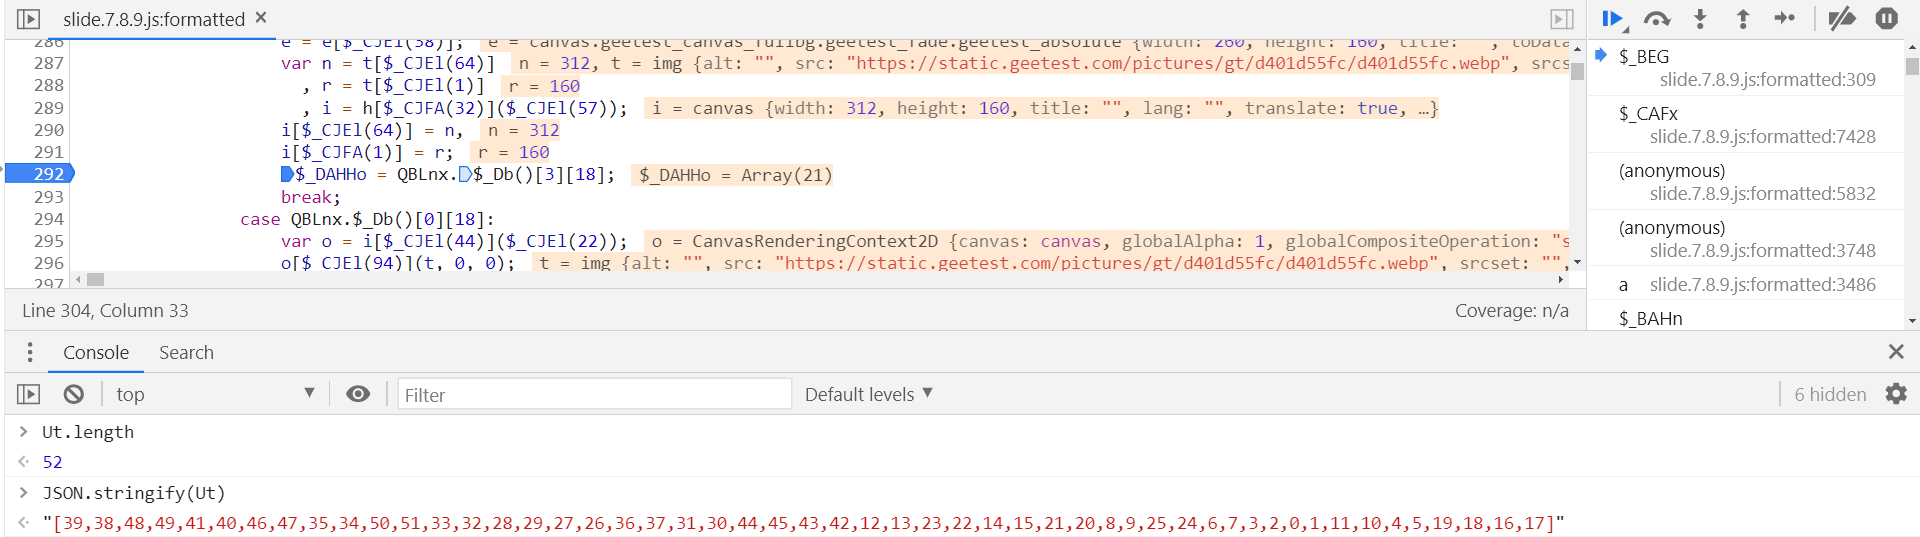 slide.7.8.9.js:formatted ×
286 e = e[$_CJEl(38)]; e = canvas.geetest_canvas_fullbg.geetest_fade.geetest_absolute {width: 260, height: 160, title: "", toData
287 var n = t[$_CJEl(64)] n = 312, t = img {alt: "", src: "https://static.geetest.com/pictures/gt/d401d55fc/d401d55fc.webp", srcs
288 , r = t[$_CJEl(1)] r = 160
289 , i = h[$_CJFA(32)]($_CJEl(57)); i = canvas {width: 312, height: 160, title: "", lang: "", translate: true, …}
290 i[$_CJEl(64)] = n, n = 312
291 i[$_CJFA(1)] = r; r = 160
292 $_DAHHo = QBLnx.$_Db()[3][18]; $_DAHHo = Array(21)
293 break;
294 case QBLnx.$_Db()[0][18]:
295 var o = i[$_CJEl(44)]($_CJEl(22)); o = CanvasRenderingContext2D {canvas: canvas, globalAlpha: 1, globalCompositeOperation: "s
296 o[$_CJEl(94)](t, 0, 0); t = img {alt: "", src: "https://static.geetest.com/pictures/gt/d401d55fc/d401d55fc.webp", srcset: "",
297
Line 304, Column 33 Coverage: n/a
$_BEG
slide.7.8.9.js:formatted:309
$_CAFx
slide.7.8.9.js:formatted:7428
(anonymous)
slide.7.8.9.js:formatted:5832
(anonymous)
slide.7.8.9.js:formatted:3748
a slide.7.8.9.js:formatted:3486
$_BAHn
Console Search
top Filter Default levels 6 hidden
Ut.length
52
JSON.stringify(Ut)
"[39,38,48,49,41,40,46,47,35,34,50,51,33,32,28,29,27,26,36,37,31,30,44,45,43,42,12,13,23,22,14,15,21,20,8,9,25,24,6,7,3,2,0,1,11,10,4,5,19,18,16,17]"